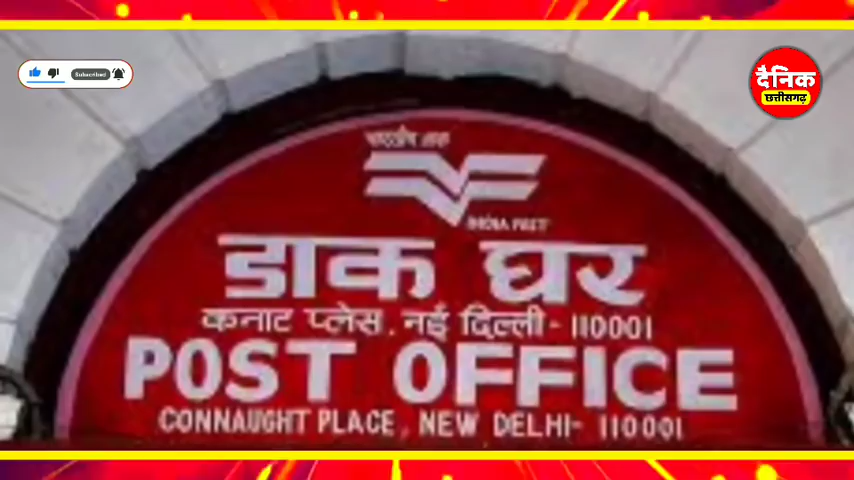 Subscribed
दैनिक
छत्तीसगढ़
भारतीय डाक
INDIA POST
डाक घर
कनाट प्लेस, नई दिल्ली - 110001
POST OFFICE
CONNAUGHT PLACE, NEW DELHI- 110001